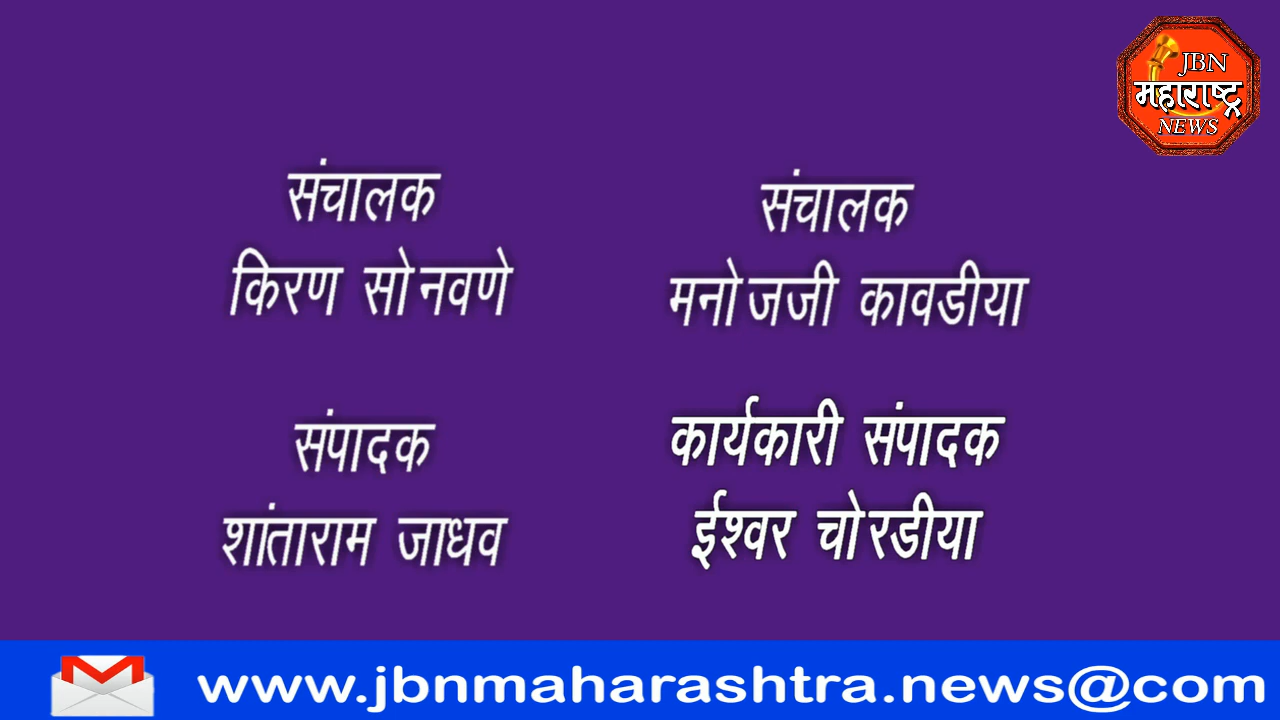 JBN
महाराष्ट्र
NEWS
संचालक
किरण सोनवणे
संचालक
मनोजजी कावडीया
संपादक
शांताराम जाधव
कार्यकारी संपादक
ईश्वर चोरडीया
www.jbnmaharashtra.news@com